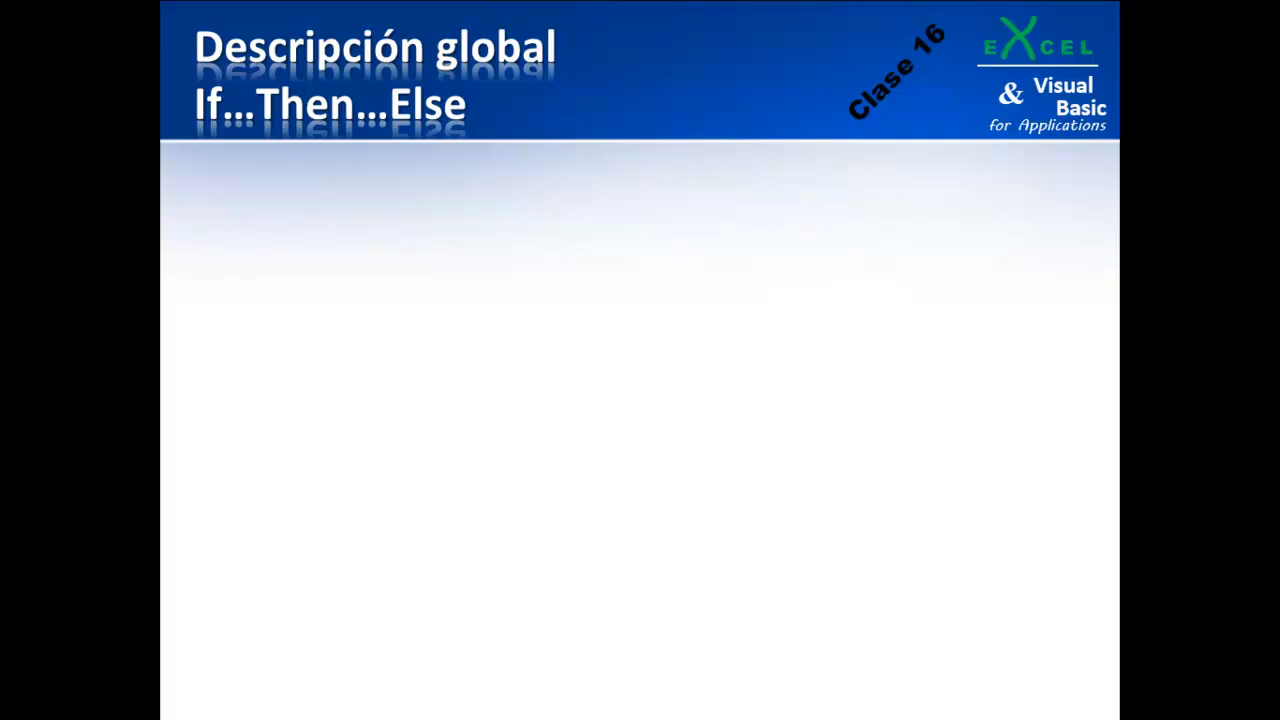 Descripción global
If...Then...Else
Clase 16
EXCEL
& Visual
Basic
for Applications